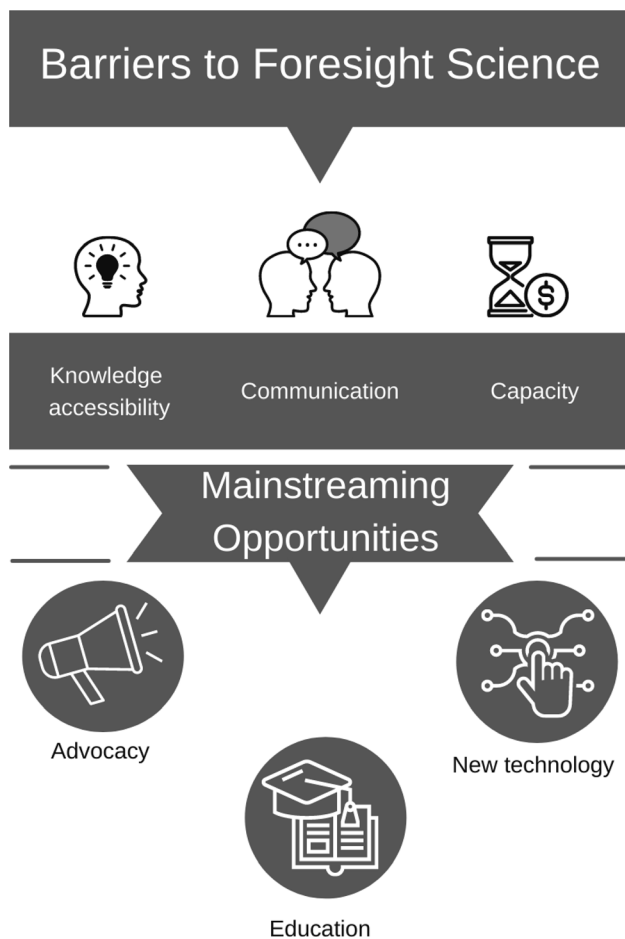 Barriers to Foresight Science
Knowledge
accessibility
Communication
Capacity
Mainstreaming
Opportunities
Advocacy
New technology
Education